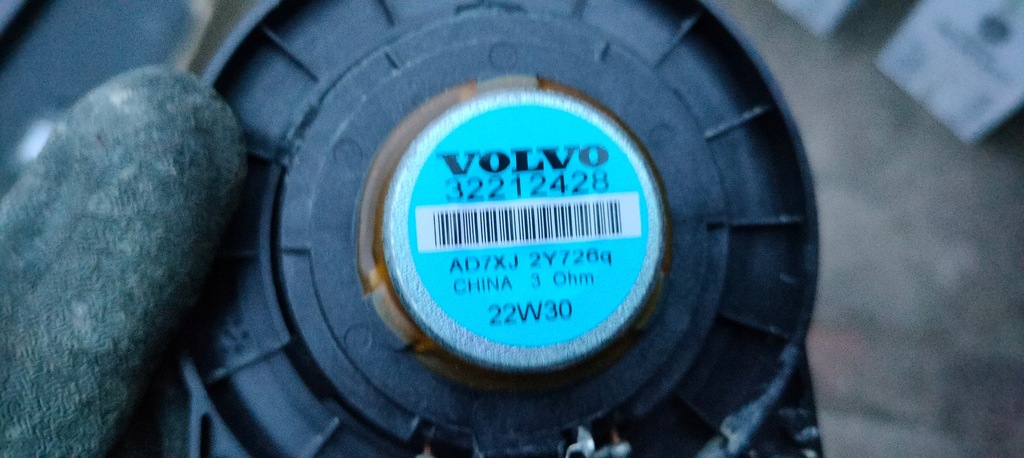 VOLVO
32212428
AD7XJ 2Y726q
CHINA 3 Ohm
22W30